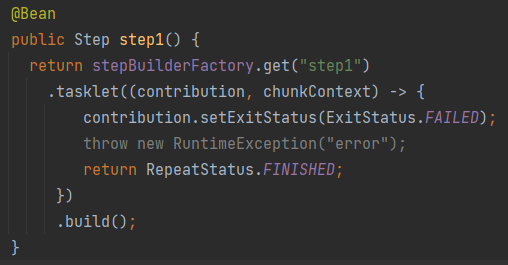 @Bean
public Step step1() {
  return stepBuilderFactory.get("step1")
    .tasklet((contribution, chunkContext) -> {
        contribution.setExitStatus(ExitStatus.FAILED);
        throw new RuntimeException("error");
        return RepeatStatus.FINISHED;
     })
     .build();
}